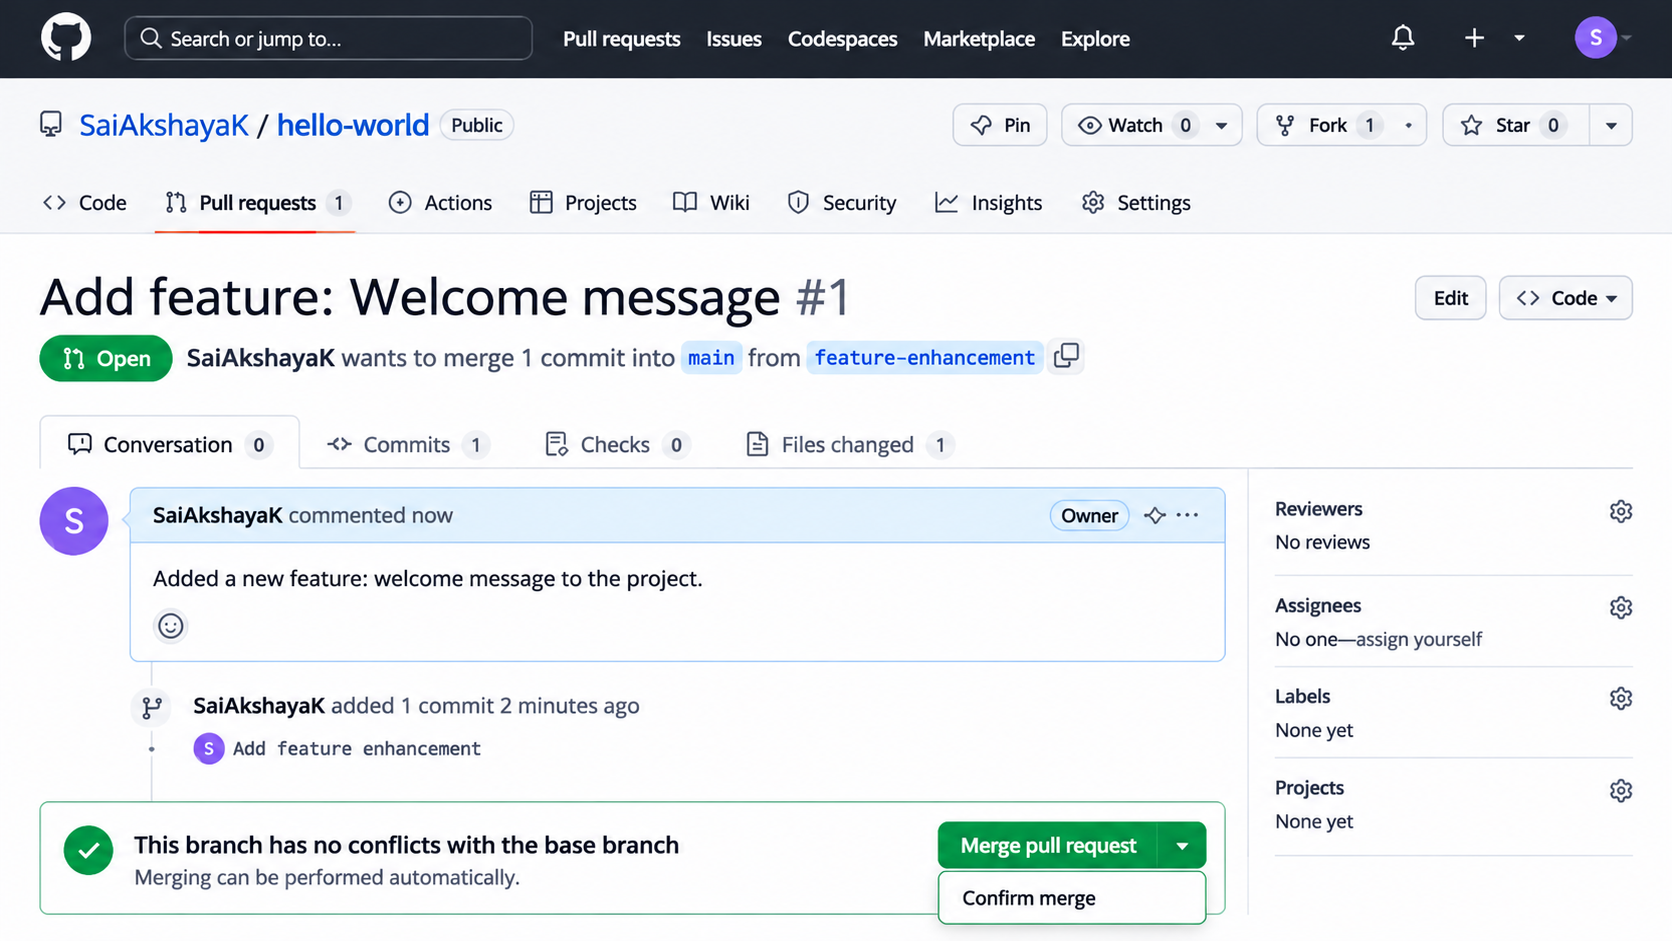 Search or jump to... Pull requests Issues Codespaces Marketplace Explore S
SaiAkshayaK / hello-world Public Pin Watch 0 Fork 1 Star 0
Code Pull requests 1 Actions Projects Wiki Security Insights Settings
Add feature: Welcome message #1 Edit Code
Open SaiAkshayaK wants to merge 1 commit into main from feature-enhancement
Conversation 0 Commits 1 Checks 0 Files changed 1
S SaiAkshayaK commented now Owner ...
Added a new feature: welcome message to the project.
SaiAkshayaK added 1 commit 2 minutes ago
S Add feature enhancement
This branch has no conflicts with the base branch
Merging can be performed automatically.
Merge pull request
Confirm merge
Reviewers
No reviews
Assignees
No one—assign yourself
Labels
None yet
Projects
None yet